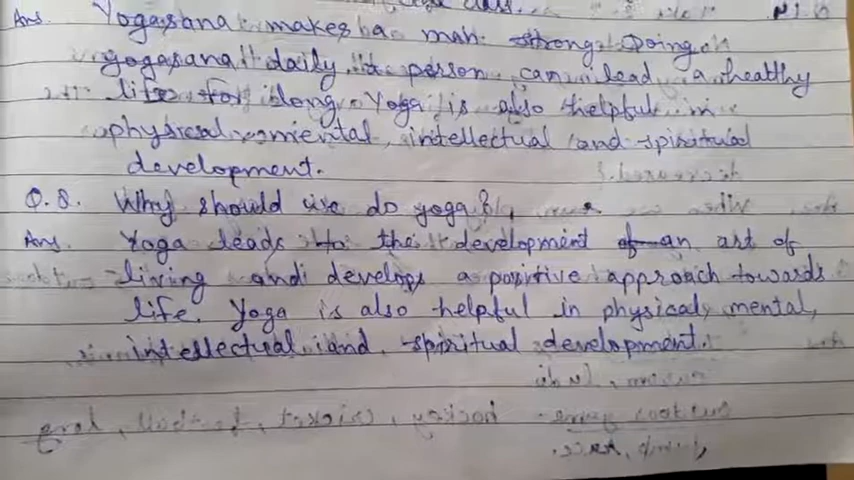 Ans. Yogasana makes a man strong. Doing
yogasana daily, a person can lead a healthy
life for long. Yoga is also helpful in
physical, mental, intellectual and spiritual
development.
Q.8. Why should we do yoga?
Ans. Yoga leads to the development of an art of
living and develops a positive approach towards
life. Yoga is also helpful in physical, mental,
intellectual and spiritual development.